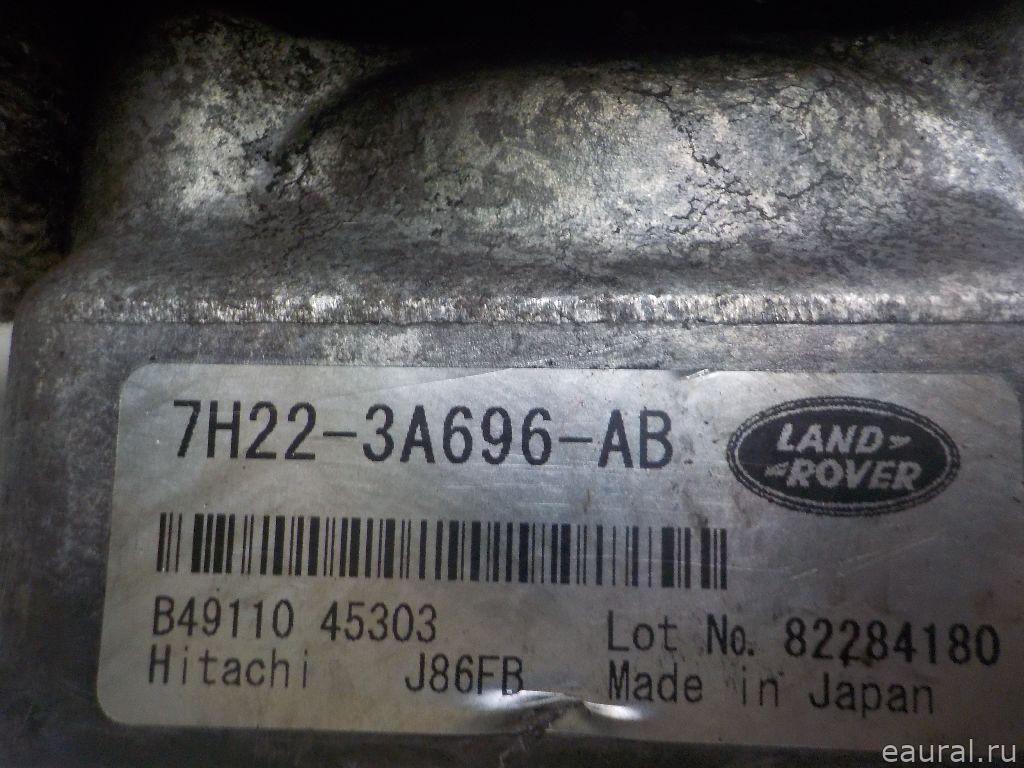 7H22-3A696-AB
LAND
ROVER
B49110 45303
Lot No. 82284180
Hitachi J86FB
Made in Japan
eaural.ru